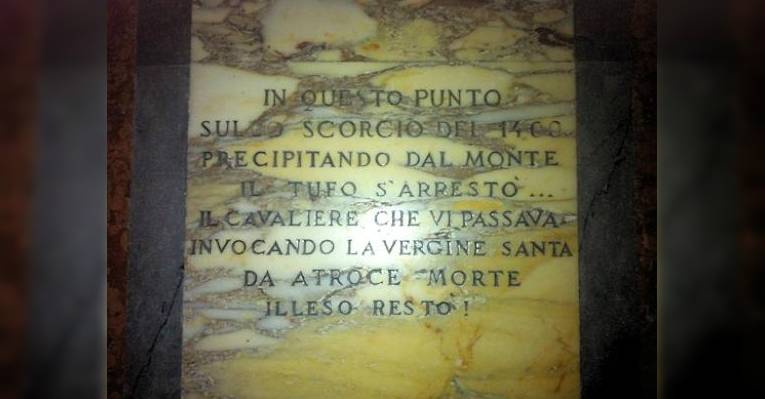 IN QUESTO PUNTO
SULLO SCORCIO DEL 1400
PRECIPITANDO DAL MONTE
IL TUFO S'ARRESTÒ...
IL CAVALIERE CHE VI PASSAVA
INVOCANDO LA VERGINE SANTA
DA ATROCE MORTE
ILLESO RESTÒ!